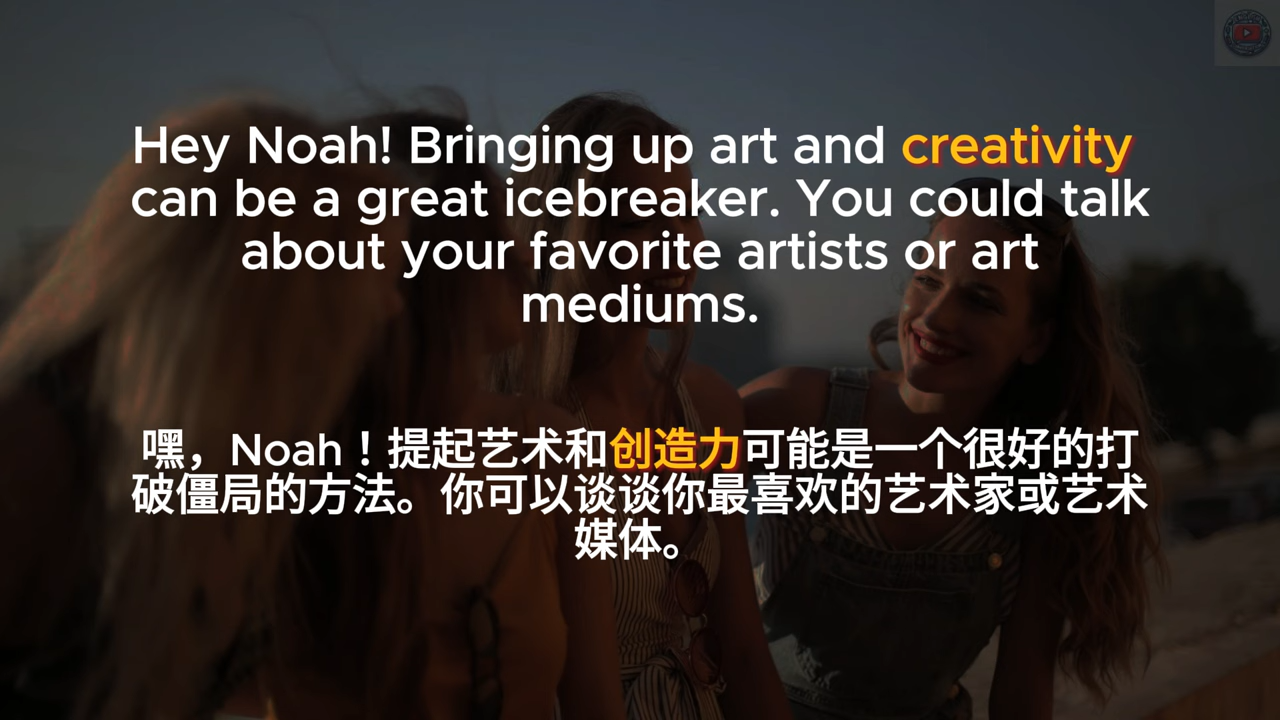 Hey Noah! Bringing up art and creativity
can be a great icebreaker. You could talk
about your favorite artists or art
mediums.
嘿，Noah！提起艺术和创造力可能是一个很好的打
破僵局的方法。你可以谈谈你最喜欢的艺术家或艺术
媒体。